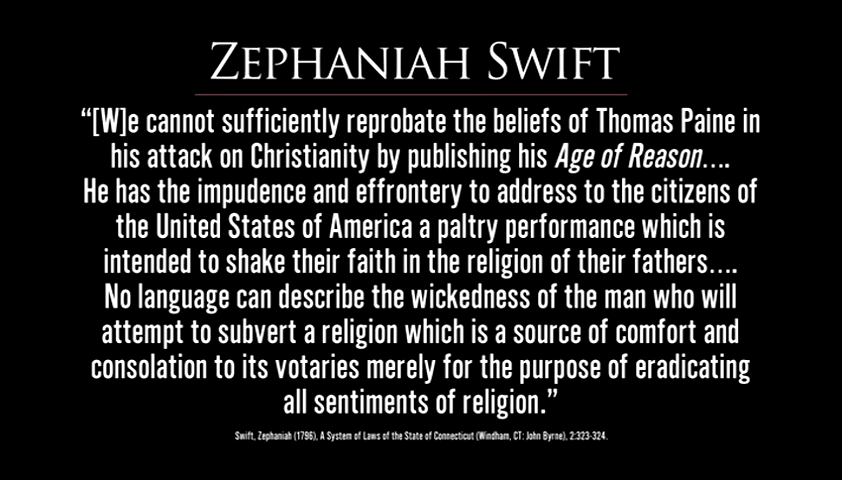 ZEPHANIAH SWIFT
“[W]e cannot sufficiently reprobate the beliefs of Thomas Paine in
his attack on Christianity by publishing his Age of Reason….
He has the impudence and effrontery to address to the citizens of
the United States of America a paltry performance which is
intended to shake their faith in the religion of their fathers….
No language can describe the wickedness of the man who will
attempt to subvert a religion which is a source of comfort and
consolation to its votaries merely for the purpose of eradicating
all sentiments of religion.”
Swift, Zephaniah (1796), A System of Laws of the State of Connecticut (Windham, CT: John Byrne), 2:323-324.